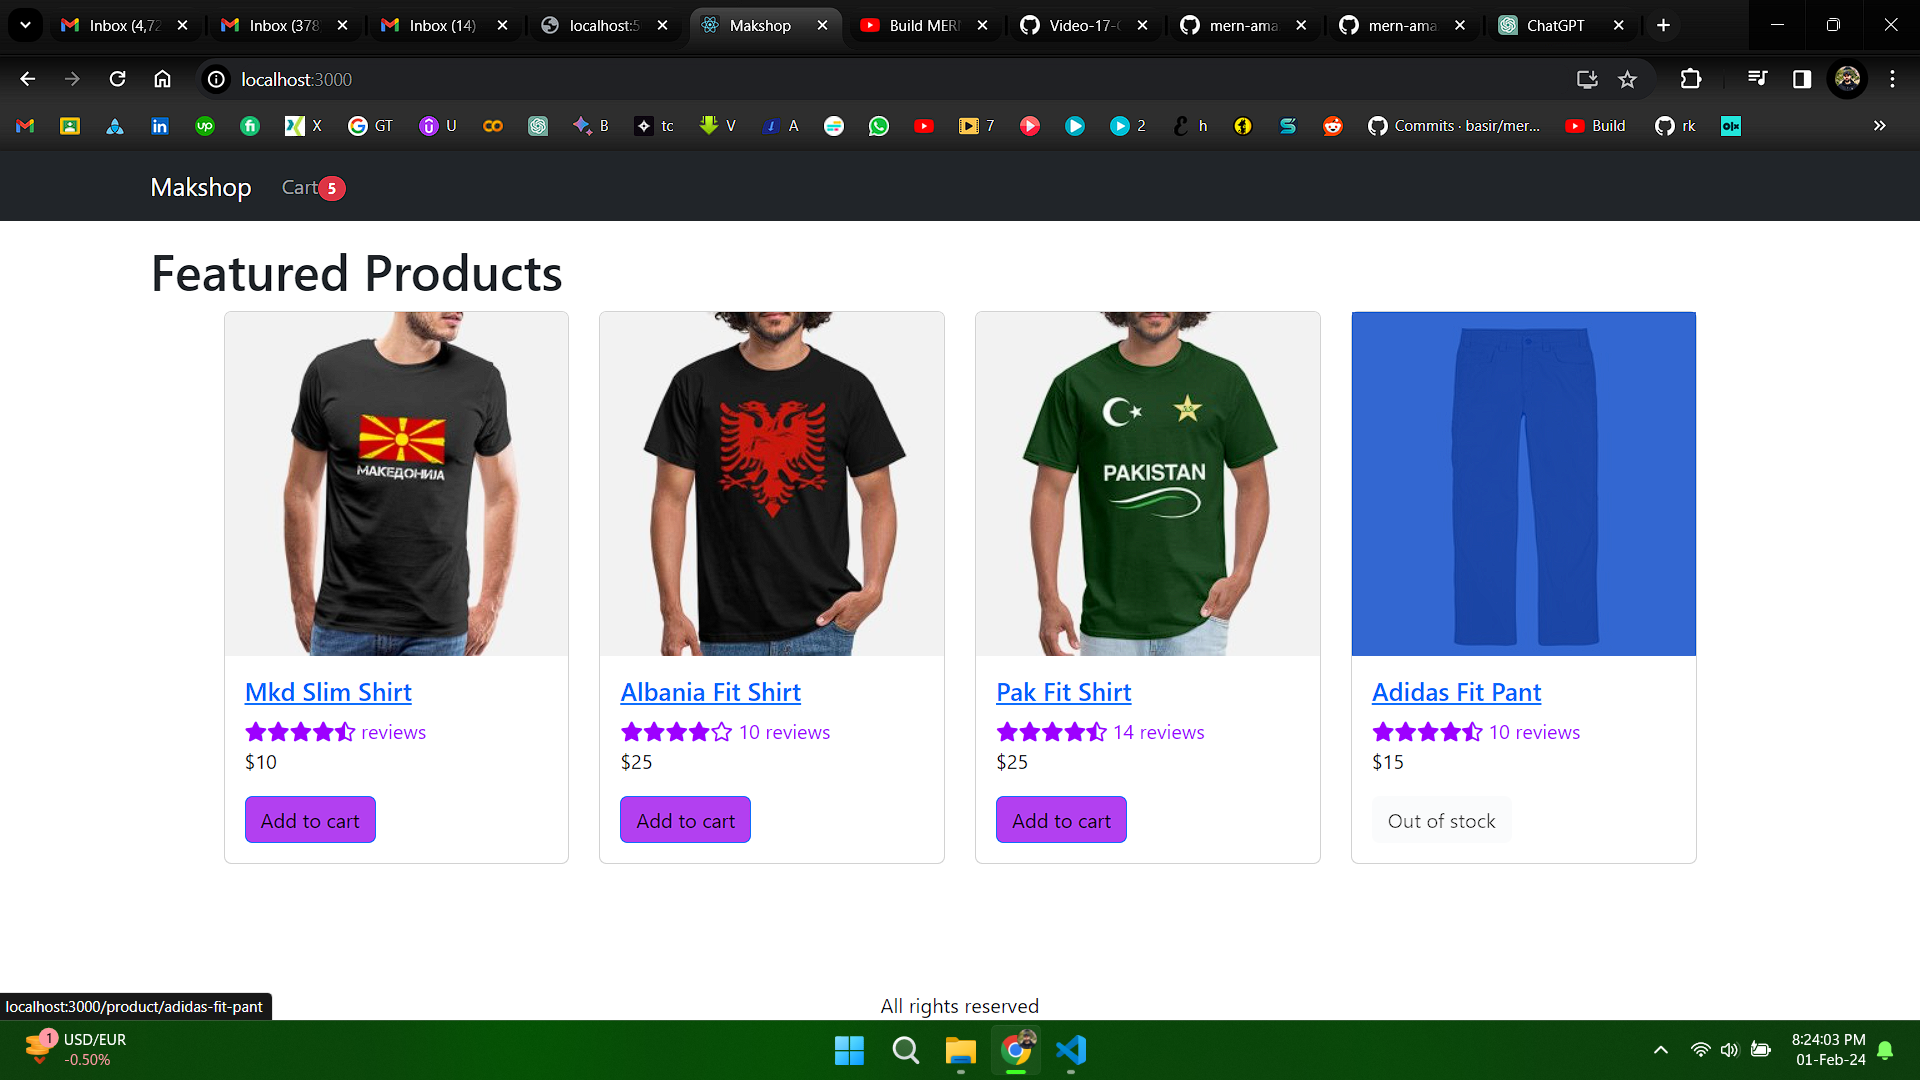 Inbox (4,72
Inbox (378
Inbox (14)
localhost:5
Makshop
Build MER
Video-17-
mern-ama
mern-ama
ChatGPT
localhost:3000
X
GT
U
B
tc
V
A
7
2
h
Commits · basir/mer...
Build
rk
olx
Makshop
Cart 5
Featured Products
МАКЕДОНИЈА
PAKISTAN
Mkd Slim Shirt
reviews
$10
Add to cart
Albania Fit Shirt
10 reviews
$25
Add to cart
Pak Fit Shirt
14 reviews
$25
Add to cart
Adidas Fit Pant
10 reviews
$15
Out of stock
All rights reserved
localhost:3000/product/adidas-fit-pant
1
USD/EUR
-0.50%
8:24:03 PM
01-Feb-24